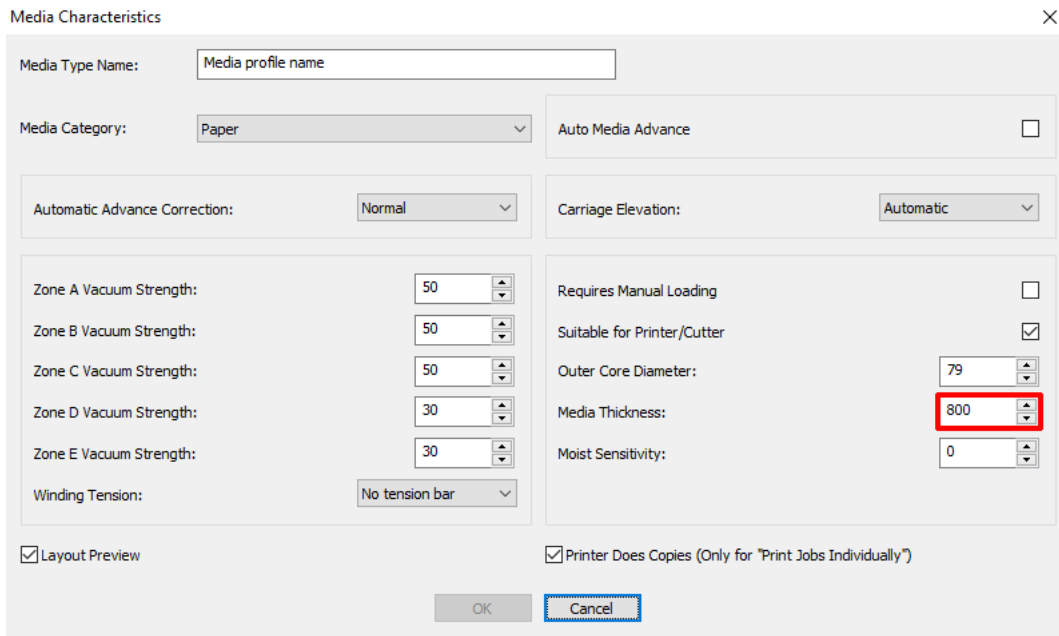 Media Characteristics
Media Type Name: Media profile name
Media Category: Paper
Auto Media Advance
Automatic Advance Correction: Normal
Carriage Elevation: Automatic
Zone A Vacuum Strength: 50
Zone B Vacuum Strength: 50
Zone C Vacuum Strength: 50
Zone D Vacuum Strength: 30
Zone E Vacuum Strength: 30
Winding Tension: No tension bar
Requires Manual Loading
Suitable for Printer/Cutter
Outer Core Diameter: 79
Media Thickness: 800
Moist Sensitivity: 0
Layout Preview
Printer Does Copies (Only for "Print Jobs Individually")
OK
Cancel